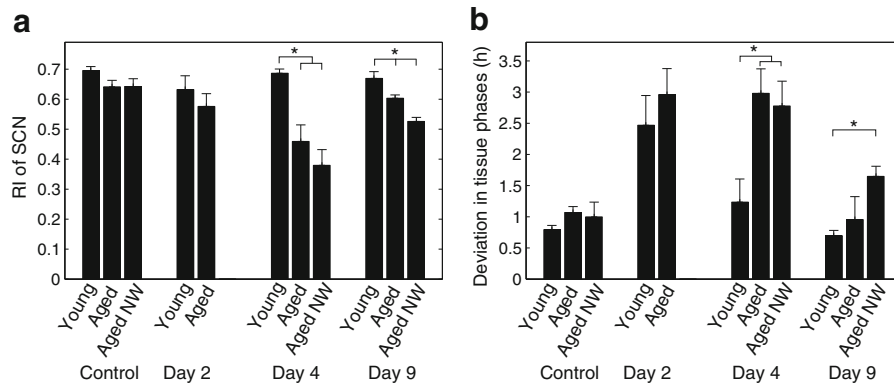 a
RI of SCN
0.7
0.6
0.5
0.4
0.3
0.2
0.1
0
*
*
Young
Aged
Aged NW
Young
Aged
Young
Aged
Aged NW
Young
Aged
Aged NW
Control
Day 2
Day 4
Day 9
b
Deviation in tissue phases (h)
3.5
3
2.5
2
1.5
1
0.5
0
*
*
Young
Aged
Aged NW
Young
Aged
Young
Aged
Aged NW
Young
Aged
Aged NW
Control
Day 2
Day 4
Day 9